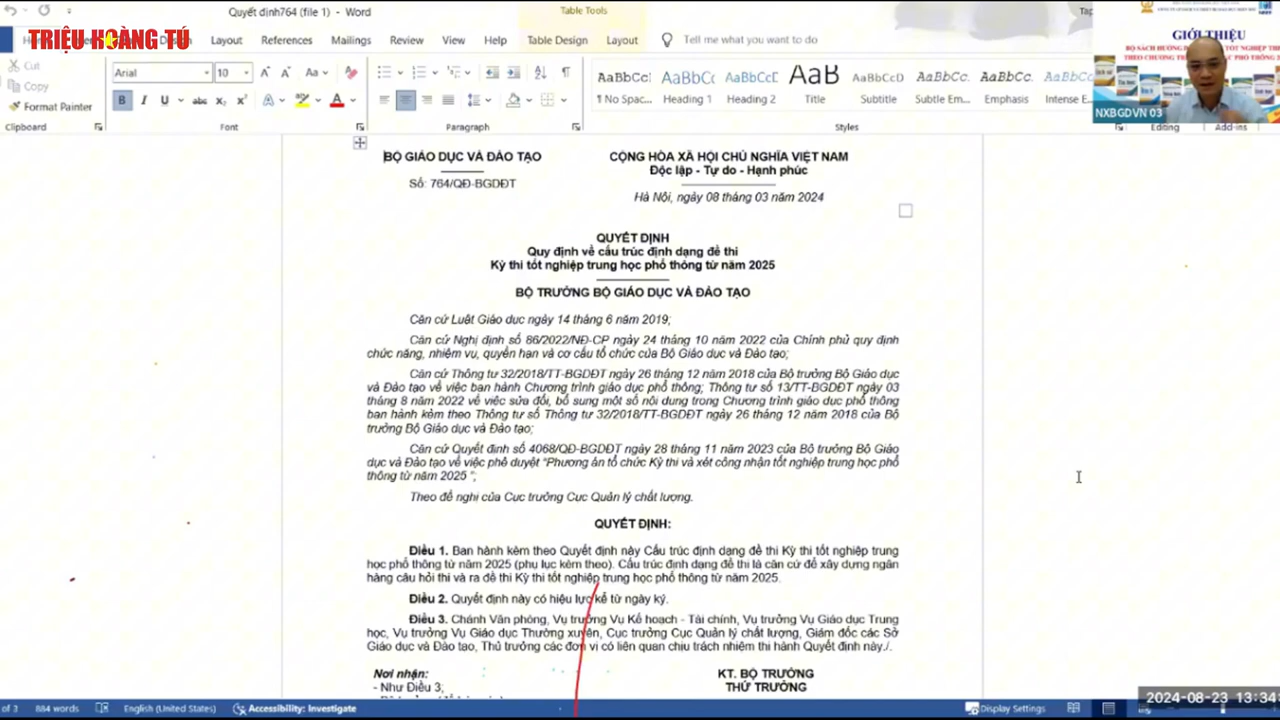 Quyết định764 (file 1) - Word
Table Tools
TRIỆU HOÀNG TÚ
Layout
References
Mailings
Review
View
Help
Table Design
Layout
Tell me what you want to do
Cut
Copy
Format Painter
Arial
10
Aa
B I U abc
AaBbCc AaBbCc AaBbCcD AaB AaBbCcD AaBbCc. AaBbCc. AaBbCc
¶ No Spac... Heading 1 Heading 2 Title Subtitle Subtle Em... Emphasis Intense E...
Clipboard
Font
Paragraph
Styles
Editing
Add-ins
GIỚI THIỆU
NXBGDVN 03
BỘ GIÁO DỤC VÀ ĐÀO TẠO
Số: 764/QĐ-BGDĐT
CỘNG HÒA XÃ HỘI CHỦ NGHĨA VIỆT NAM
Độc lập - Tự do - Hạnh phúc
Hà Nội, ngày 08 tháng 03 năm 2024
QUYẾT ĐỊNH
Quy định về cấu trúc định dạng đề thi
Kỳ thi tốt nghiệp trung học phổ thông từ năm 2025
BỘ TRƯỞNG BỘ GIÁO DỤC VÀ ĐÀO TẠO
Căn cứ Luật Giáo dục ngày 14 tháng 6 năm 2019;
Căn cứ Nghị định số 86/2022/NĐ-CP ngày 24 tháng 10 năm 2022 của Chính phủ quy định
chức năng, nhiệm vụ, quyền hạn và cơ cấu tổ chức của Bộ Giáo dục và Đào tạo;
Căn cứ Thông tư 32/2018/TT-BGDĐT ngày 26 tháng 12 năm 2018 của Bộ trưởng Bộ Giáo dục
và Đào tạo về việc ban hành Chương trình giáo dục phổ thông; Thông tư số 13/TT-BGDĐT ngày 03
tháng 8 năm 2022 về việc sửa đổi, bổ sung một số nội dung trong Chương trình giáo dục phổ thông
ban hành kèm theo Thông tư số Thông tư 32/2018/TT-BGDĐT ngày 26 tháng 12 năm 2018 của Bộ
trưởng Bộ Giáo dục và Đào tạo;
Căn cứ Quyết định số 4068/QĐ-BGDĐT ngày 28 tháng 11 năm 2023 của Bộ trưởng Bộ Giáo
dục và Đào tạo về việc phê duyệt "Phương án tổ chức Kỳ thi và xét công nhận tốt nghiệp trung học phổ
thông từ năm 2025 ";
Theo đề nghị của Cục trưởng Cục Quản lý chất lượng.
QUYẾT ĐỊNH:
Điều 1. Ban hành kèm theo Quyết định này Cấu trúc định dạng đề thi Kỳ thi tốt nghiệp trung
học phổ thông từ năm 2025 (phụ lục kèm theo). Cấu trúc định dạng đề thi là căn cứ để xây dựng ngân
hàng câu hỏi thi và ra đề thi Kỳ thi tốt nghiệp trung học phổ thông từ năm 2025.
Điều 2. Quyết định này có hiệu lực kể từ ngày ký.
Điều 3. Chánh Văn phòng, Vụ trưởng Vụ Kế hoạch - Tài chính, Vụ trưởng Vụ Giáo dục Trung
học, Vụ trưởng Vụ Giáo dục Thường xuyên, Cục trưởng Cục Quản lý chất lượng, Giám đốc các Sở
Giáo dục và Đào tạo, Thủ trưởng các đơn vị có liên quan chịu trách nhiệm thi hành Quyết định này./.
Nơi nhận:
- Như Điều 3;
KT. BỘ TRƯỞNG
THỨ TRƯỞNG
of 3
884 words
English (United States)
Accessibility: Investigate
Display Settings
2024-08-23 13:34